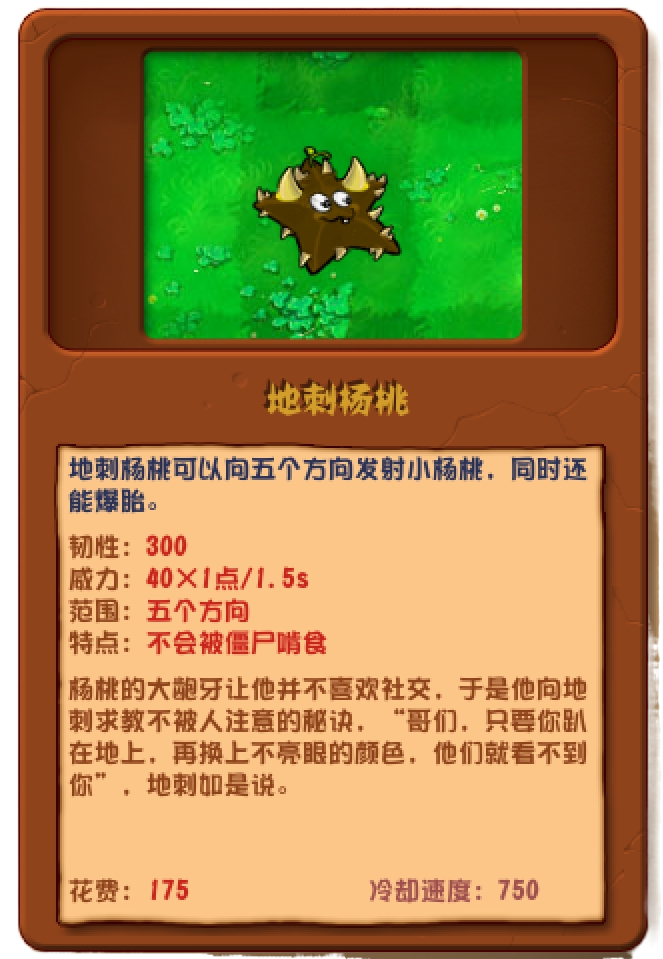 地刺杨桃
地刺杨桃可以向五个方向发射小杨桃，同时还
能爆胎。
韧性：300
威力：40×1点/1.5s
范围：五个方向
特点：不会被僵尸啃食
杨桃的大龅牙让他并不喜欢社交，于是他向地
刺求教不被人注意的秘诀，“哥们，只要你趴
在地上，再换上不亮眼的颜色，他们就看不到
你”，地刺如是说。
花费：175 冷却速度：750